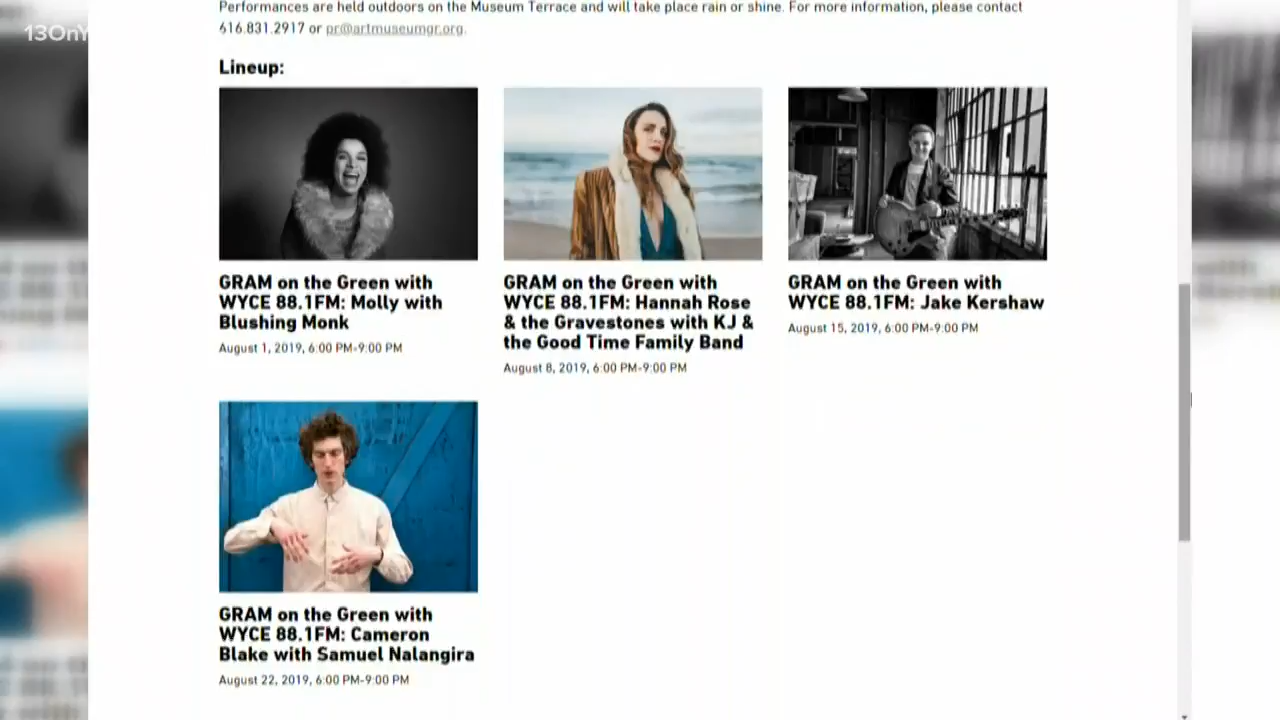 Performances are held outdoors on the Museum Terrace and will take place rain or shine. For more information, please contact
13OnY
616.831.2917 or pr@artmuseumgr.org.
Lineup:
GRAM on the Green with
WYCE 88.1FM: Molly with
Blushing Monk
August 1, 2019, 6:00 PM-9:00 PM
GRAM on the Green with
WYCE 88.1FM: Hannah Rose
& the Gravestones with KJ &
the Good Time Family Band
August 8, 2019, 6:00 PM-9:00 PM
GRAM on the Green with
WYCE 88.1FM: Jake Kershaw
August 15, 2019, 6:00 PM-9:00 PM
GRAM on the Green with
WYCE 88.1FM: Cameron
Blake with Samuel Nalangira
August 22, 2019, 6:00 PM-9:00 PM